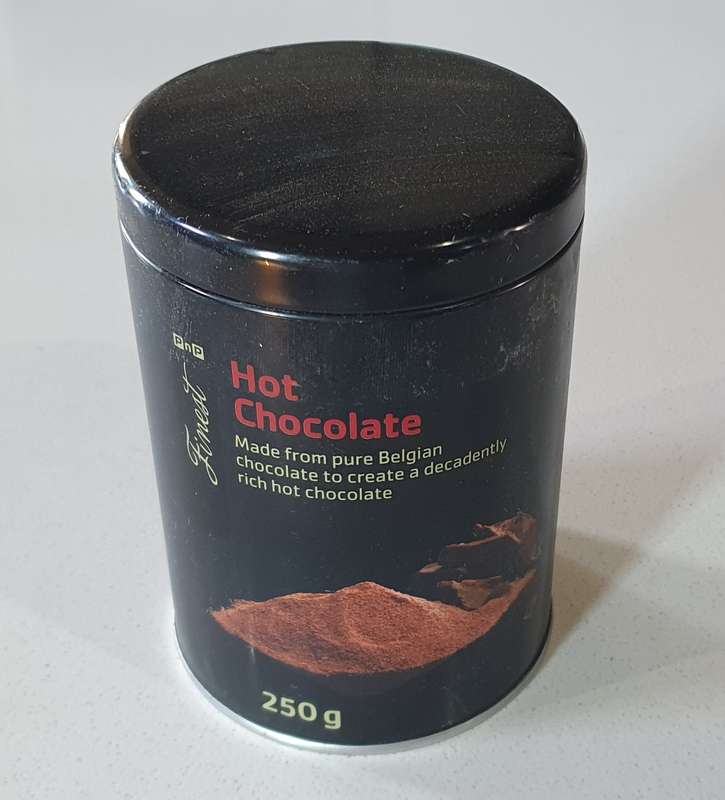 PnP
Finest
Hot
Chocolate
Made from pure Belgian
chocolate to create a decadently
rich hot chocolate
250 g